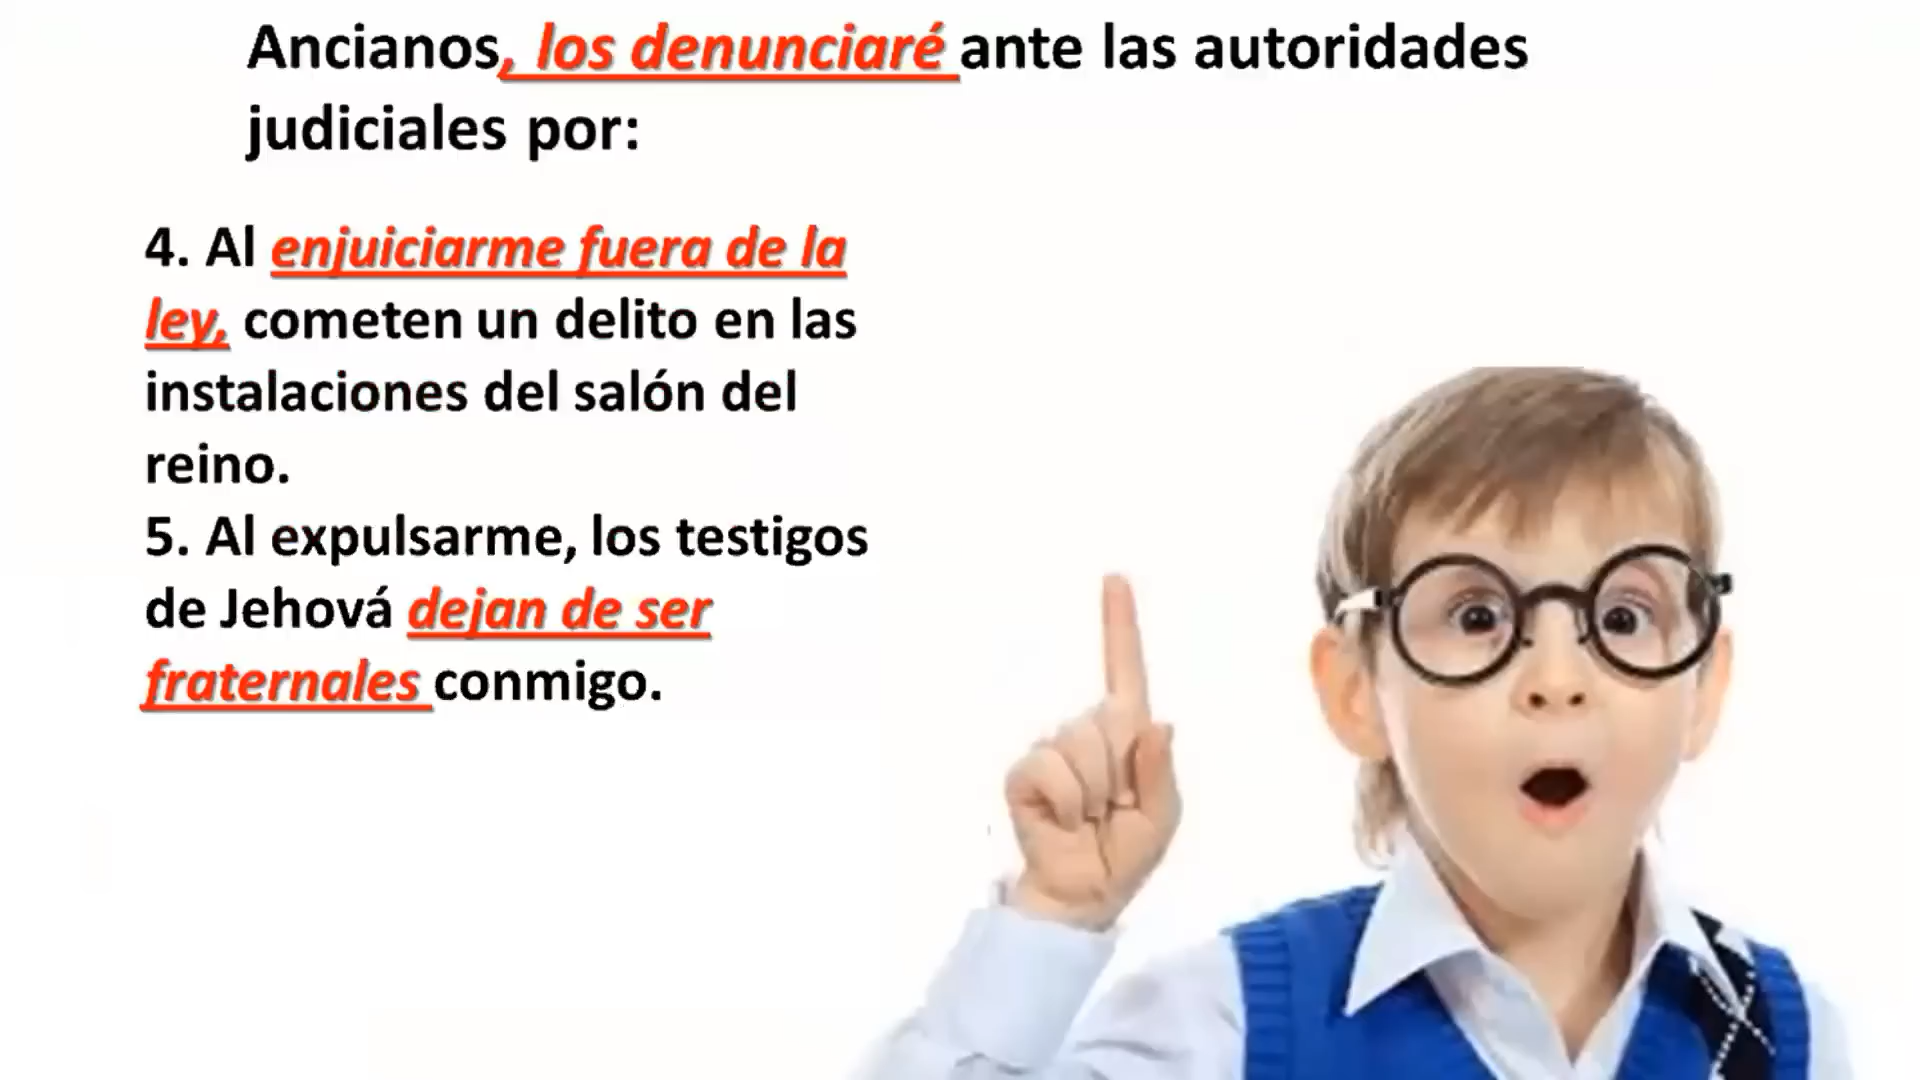 Ancianos, los denunciaré ante las autoridades
judiciales por:
4. Al enjuiciarme fuera de la
ley, cometen un delito en las
instalaciones del salón del
reino.
5. Al expulsarme, los testigos
de Jehová dejan de ser
fraternales conmigo.